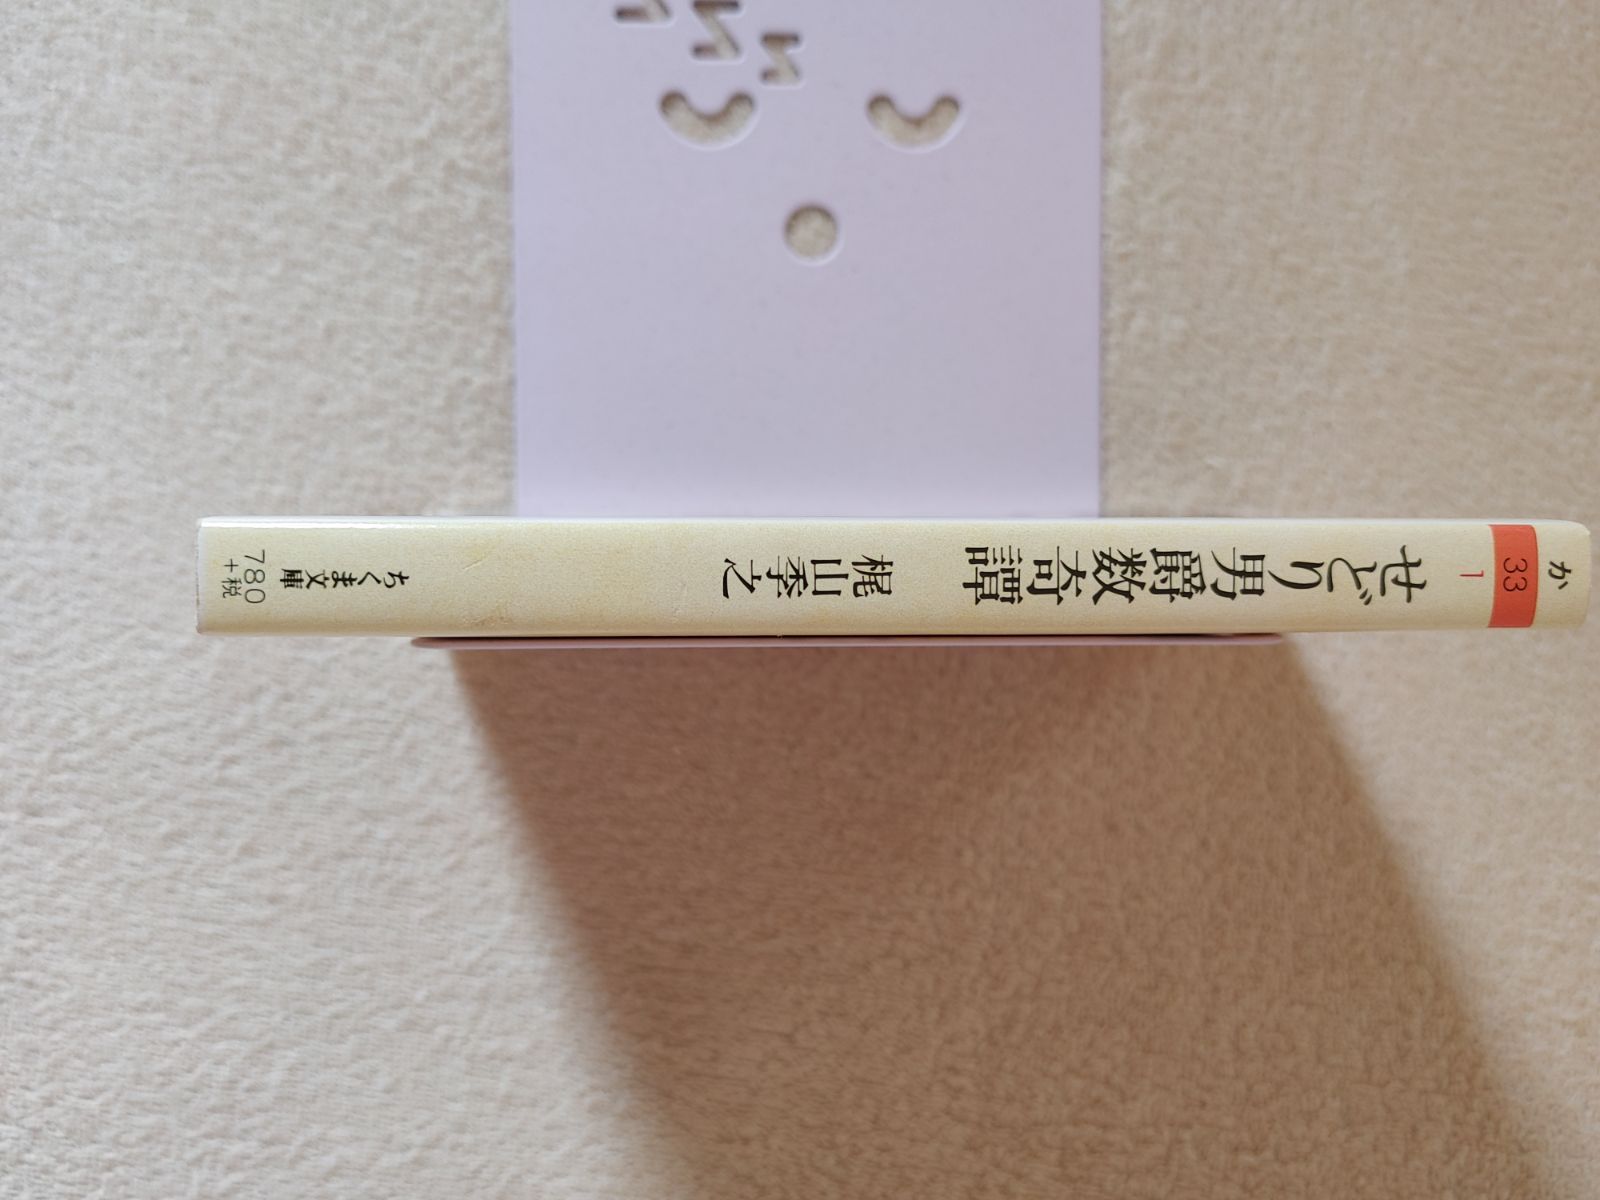 か
33
1
せどり男爵数奇譚
梶山季之
ちくま文庫
780
+税